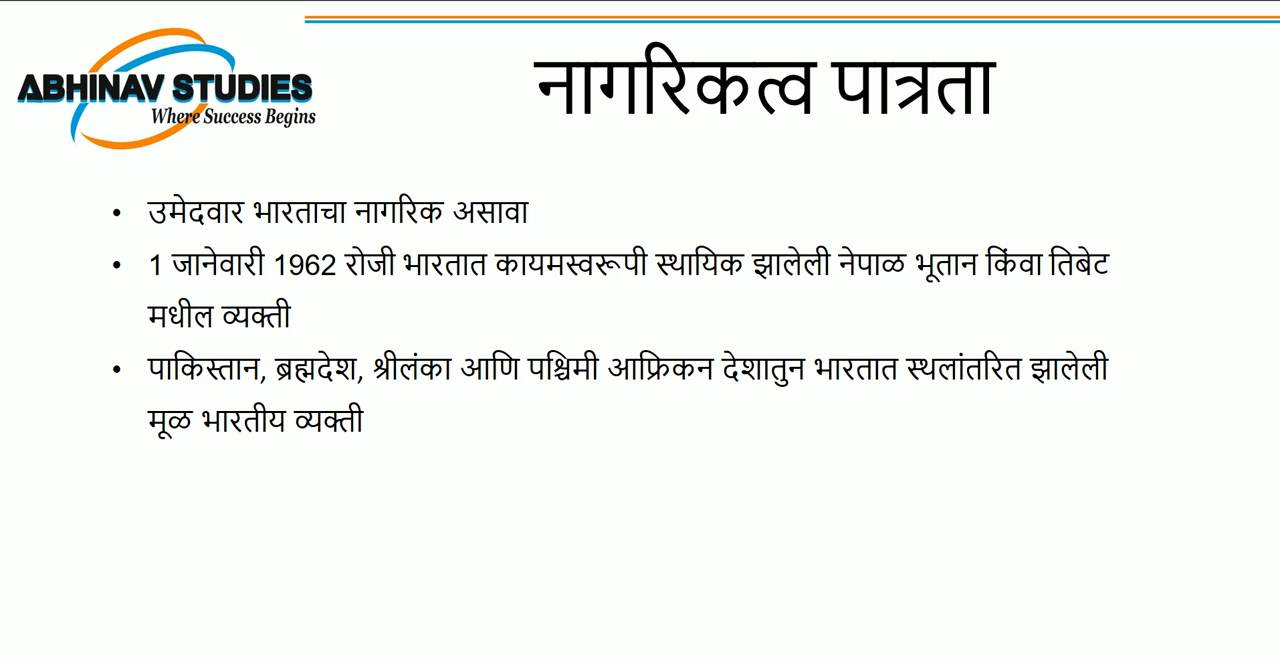 ABHINAV STUDIES
Where Success Begins
नागरिकत्व पात्रता
• उमेदवार भारताचा नागरिक असावा
• 1 जानेवारी 1962 रोजी भारतात कायमस्वरूपी स्थायिक झालेली नेपाळ भूतान किंवा तिबेट
मधील व्यक्ती
• पाकिस्तान, ब्रह्मदेश, श्रीलंका आणि पश्चिमी आफ्रिकन देशातुन भारतात स्थलांतरित झालेली
मूळ भारतीय व्यक्ती